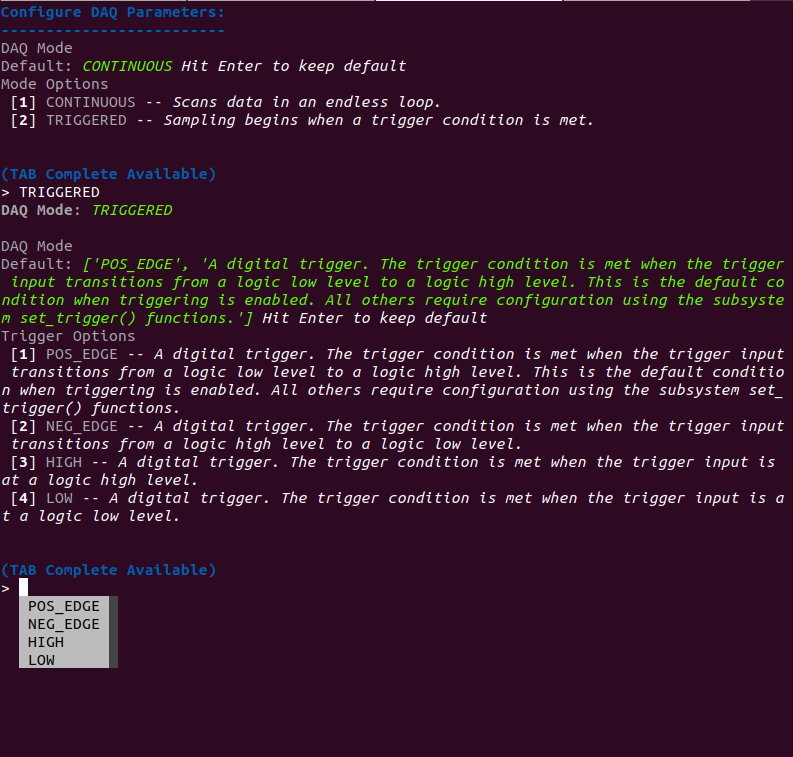 Configure DAQ Parameters:
-------------------------
DAQ Mode
Default: CONTINUOUS Hit Enter to keep default
Mode Options
[1] CONTINUOUS -- Scans data in an endless loop.
[2] TRIGGERED -- Sampling begins when a trigger condition is met.
(TAB Complete Available)
> TRIGGERED
DAQ Mode: TRIGGERED
DAQ Mode
Default: ['POS_EDGE', 'A digital trigger. The trigger condition is met when the trigger
input transitions from a logic low level to a logic high level. This is the default co
ndition when triggering is enabled. All others require configuration using the subsyste
m set_trigger() functions.'] Hit Enter to keep default
Trigger Options
[1] POS_EDGE -- A digital trigger. The trigger condition is met when the trigger input
transitions from a logic low level to a logic high level. This is the default conditio
n when triggering is enabled. All others require configuration using the subsystem set_
trigger() functions.
[2] NEG_EDGE -- A digital trigger. The trigger condition is met when the trigger input
transitions from a logic high level to a logic low level.
[3] HIGH -- A digital trigger. The trigger condition is met when the trigger input is
at a logic high level.
[4] LOW -- A digital trigger. The trigger condition is met when the trigger input is a
t a logic low level.
(TAB Complete Available)
>
POS_EDGE
NEG_EDGE
HIGH
LOW